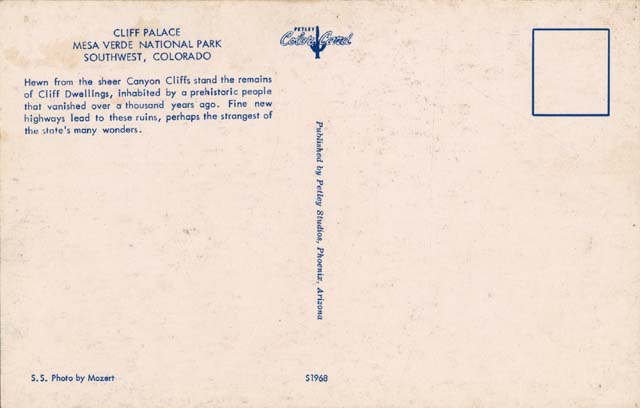 CLIFF PALACE
MESA VERDE NATIONAL PARK
SOUTHWEST, COLORADO
Hewn from the sheer Canyon Cliffs stand the remains
of Cliff Dwellings, inhabited by a prehistoric people
that vanished over a thousand years ago. Fine new
highways lead to these ruins, perhaps the strangest of
the state's many wonders.
PETLEY
Color Card
Published by Petley Studios, Phoenix, Arizona
S.S. Photo by Mozert
S1968